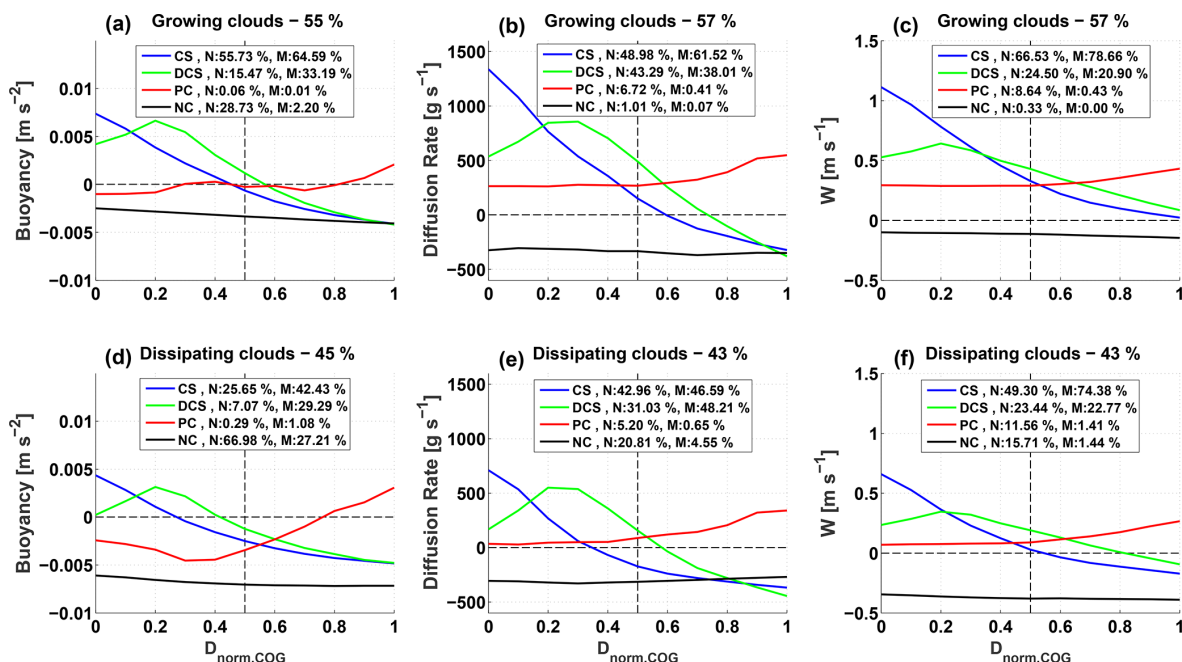 (a) Growing clouds − 55 %
CS , N:55.73 %, M:64.59 %
DCS , N:15.47 %, M:33.19 %
PC , N:0.06 %, M:0.01 %
NC , N:28.73 %, M:2.20 %
Buoyancy [m s−2]
0.01
0.005
0
−0.005
−0.01
0 0.2 0.4 0.6 0.8 1
(b) Growing clouds − 57 %
CS , N:48.98 %, M:61.52 %
DCS , N:43.29 %, M:38.01 %
PC , N:6.72 %, M:0.41 %
NC , N:1.01 %, M:0.07 %
Diffusion Rate [g s−1]
1500
1000
500
0
−500
0 0.2 0.4 0.6 0.8 1
(c) Growing clouds − 57 %
CS , N:66.53 %, M:78.66 %
DCS , N:24.50 %, M:20.90 %
PC , N:8.64 %, M:0.43 %
NC , N:0.33 %, M:0.00 %
W [m s−1]
1.5
1
0.5
0
−0.5
0 0.2 0.4 0.6 0.8 1
(d) Dissipating clouds − 45 %
CS , N:25.65 %, M:42.43 %
DCS , N:7.07 %, M:29.29 %
PC , N:0.29 %, M:1.08 %
NC , N:66.98 %, M:27.21 %
Buoyancy [m s−2]
0.01
0.005
0
−0.005
−0.01
0 0.2 0.4 0.6 0.8 1
Dnorm,COG
(e) Dissipating clouds − 43 %
CS , N:42.96 %, M:46.59 %
DCS , N:31.03 %, M:48.21 %
PC , N:5.20 %, M:0.65 %
NC , N:20.81 %, M:4.55 %
Diffusion Rate [g s−1]
1500
1000
500
0
−500
0 0.2 0.4 0.6 0.8 1
Dnorm,COG
(f) Dissipating clouds − 43 %
CS , N:49.30 %, M:74.38 %
DCS , N:23.44 %, M:22.77 %
PC , N:11.56 %, M:1.41 %
NC , N:15.71 %, M:1.44 %
W [m s−1]
1.5
1
0.5
0
−0.5
0 0.2 0.4 0.6 0.8 1
Dnorm,COG